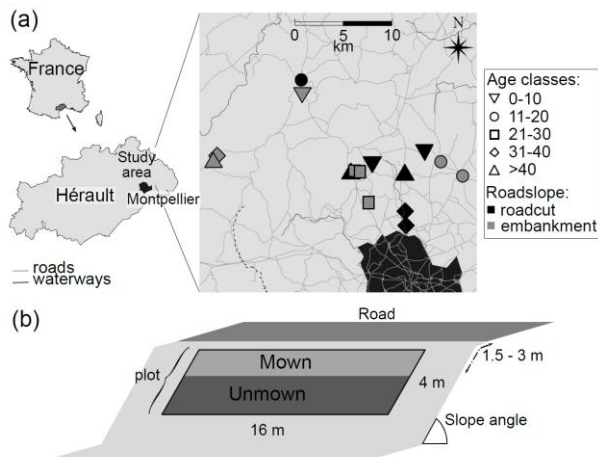 (a)
France
Study
area
Hérault
Montpellier
roads
waterways
0 5 10
km
N
Age classes:
0-10
11-20
21-30
31-40
>40
Roadslope:
roadcut
embankment
(b)
Road
plot
Mown
Unmown
1.5 - 3 m
4 m
16 m
Slope angle